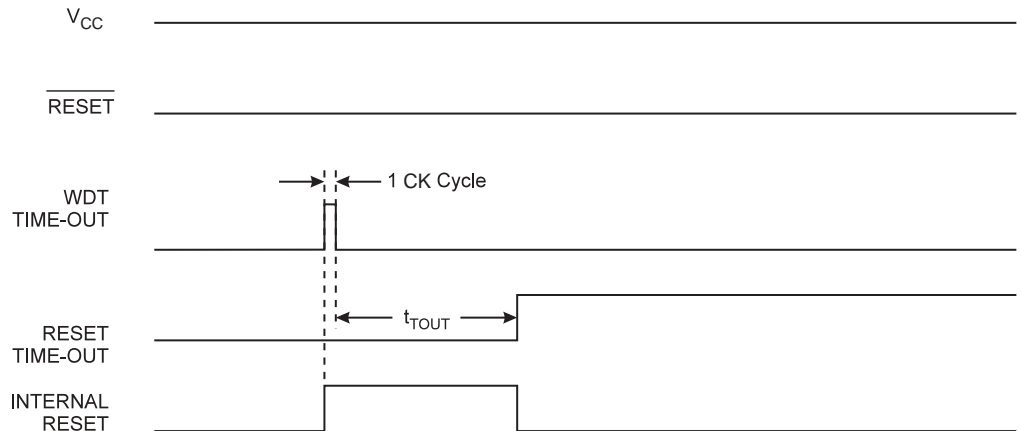 VCC
RESET
WDT
TIME-OUT
1 CK Cycle
RESET
TIME-OUT
tTOUT
INTERNAL
RESET